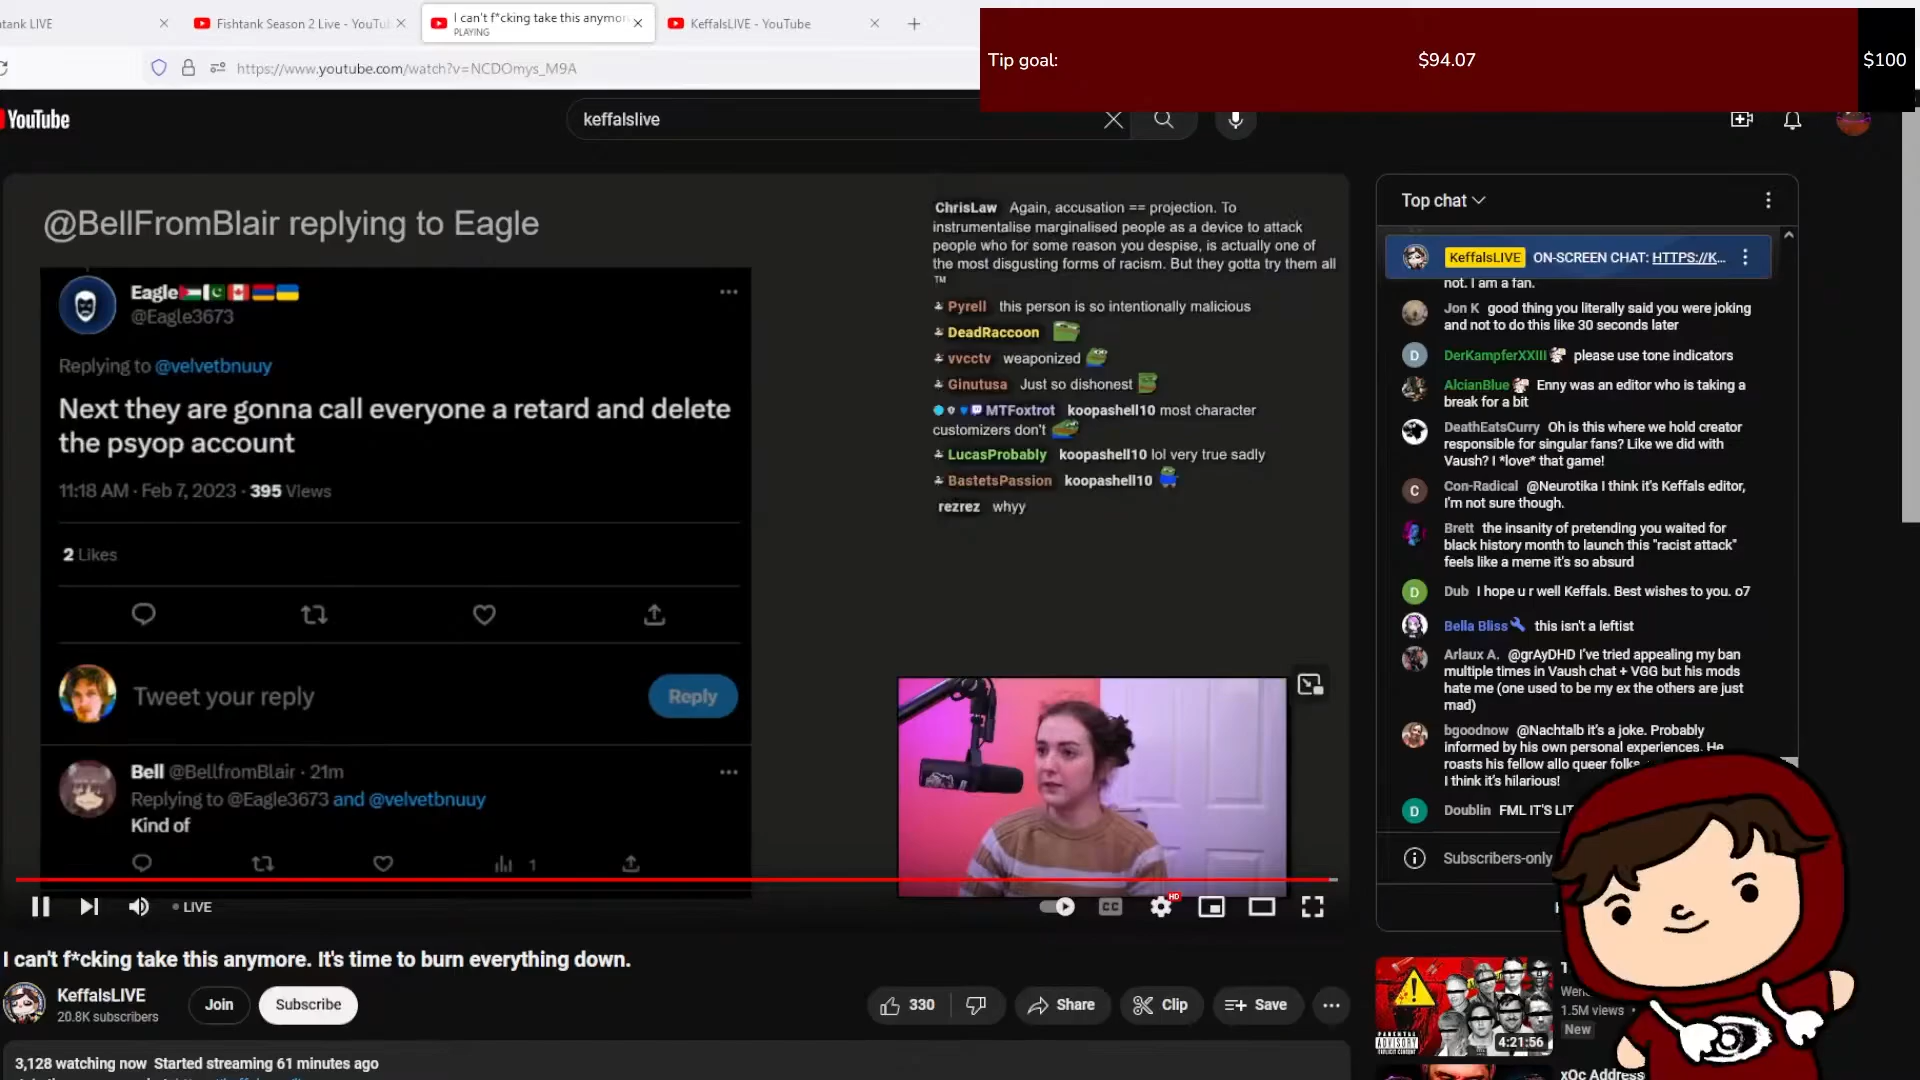 tank LIVE
Fishtank Season 2 Live - YouTu
I can't f*cking take this anymor
PLAYING
KeffalsLIVE - YouTube
https://www.youtube.com/watch?v=NCDOmys_M9A
Tip goal:
$94.07
$100
YouTube
keffalslive
@BellFromBlair replying to Eagle
Eagle
@Eagle3673
Replying to @velvetbnuuy
Next they are gonna call everyone a retard and delete
the psyop account
11:18 AM · Feb 7, 2023 · 395 Views
2 Likes
Tweet your reply
Reply
Bell @BellfromBlair · 21m
Replying to @Eagle3673 and @velvetbnuuy
Kind of
1
ChrisLaw Again, accusation == projection. To
instrumentalise marginalised people as a device to attack
people who for some reason you despise, is actually one of
the most disgusting forms of racism. But they gotta try them all
™
Pyrell this person is so intentionally malicious
DeadRaccoon
vvcctv weaponized
Ginutusa Just so dishonest
MTFoxtrot koopashell10 most character
customizers don't
LucasProbably koopashell10 lol very true sadly
BastetsPassion koopashell10
rezrez whyy
LIVE
CC
HD
I can't f*cking take this anymore. It's time to burn everything down.
KeffalsLIVE
20.8K subscribers
Join
Subscribe
330
Share
Clip
Save
3,128 watching now Started streaming 61 minutes ago
Top chat
KeffalsLIVE ON-SCREEN CHAT: HTTPS://K...
not. I am a fan.
Jon K good thing you literally said you were joking
and not to do this like 30 seconds later
D
DerKampferXXIII please use tone indicators
AlcianBlue Enny was an editor who is taking a
break for a bit
DeathEatsCurry Oh is this where we hold creator
responsible for singular fans? Like we did with
Vaush? I *love* that game!
C
Con-Radical @Neurotika I think it's Keffals editor,
I'm not sure though.
Brett the insanity of pretending you waited for
black history month to launch this "racist attack"
feels like a meme it's so absurd
D
Dub I hope u r well Keffals. Best wishes to you. o7
Bella Bliss this isn't a leftist
Arlaux A. @grAyDHD I've tried appealing my ban
multiple times in Vaush chat + VGG but his mods
hate me (one used to be my ex the others are just
mad)
bgoodnow @Nachtalb it's a joke. Probably
informed by his own personal experiences. He
roasts his fellow allo queer folks
I think it's hilarious!
D
Doublin FML IT'S LIT
Subscribers-only
PARENTAL
ADVISORY
EXPLICIT CONTENT
4:21:56
1.5M views
New
xQc Address